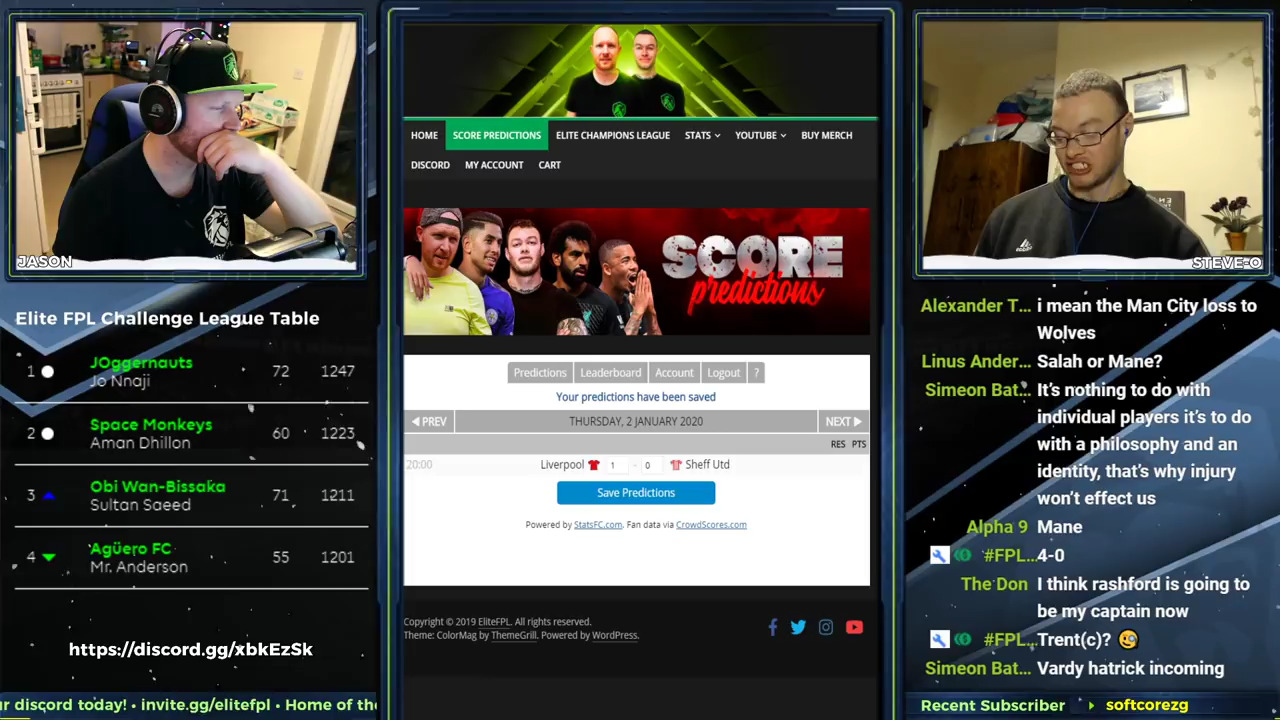 JASON
Elite FPL Challenge League Table
1 JOggernauts 72 1247
Jo Nnaji
2 Space Monkeys 60 1223
Aman Dhillon
3 Obi Wan-Bissaka 71 1211
Sultan Saeed
4 Agüero FC 55 1201
Mr. Anderson
https://discord.gg/xbkEzSk
ur discord today! • invite.gg/elitefpl • Home of the
HOME SCORE PREDICTIONS ELITE CHAMPIONS LEAGUE STATS YOUTUBE BUY MERCH
DISCORD MY ACCOUNT CART
SCORE
predictions
Predictions Leaderboard Account Logout ?
Your predictions have been saved
PREV THURSDAY, 2 JANUARY 2020 NEXT
RES PTS
20:00 Liverpool 1 - 0 Sheff Utd
Save Predictions
Powered by StatsFC.com. Fan data via CrowdScores.com
Copyright © 2019 EliteFPL. All rights reserved.
Theme: ColorMag by ThemeGrill. Powered by WordPress.
STEVE-O
Alexander T... i mean the Man City loss to
Wolves
Linus Ander... Salah or Mane?
Simeon Bat... It's nothing to do with
individual players it's to do
with a philosophy and an
identity, that's why injury
won't effect us
Alpha 9 Mane
#FPL... 4-0
The Don I think rashford is going to
be my captain now
#FPL... Trent(c)? 🧐
Simeon Bat... Vardy hatrick incoming
Recent Subscriber softcorezg